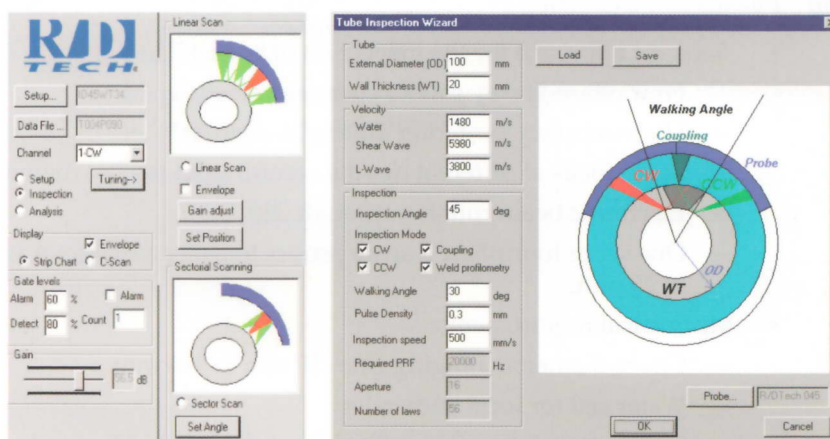 R/D
TECH®
Setup...
ID45WT34
Data File...
T004P080
Channel
1-CW
Setup
Inspection
Analysis
Tuning->
Display
Envelope
Strip Chart
C-Scan
Gate levels
Alarm 60 %
Alarm
Detect 80 % Count 1
Gain
dB
Linear Scan
Linear Scan
Envelope
Gain adjust
Set Position
Sectorial Scanning
Sector Scan
Set Angle
Tube Inspection Wizard
Tube
External Diameter (OD) 100 mm
Wall Thickness (WT) 20 mm
Velocity
Water 1480 m/s
Shear Wave 5980 m/s
L-Wave 3800 m/s
Inspection
Inspection Angle 45 deg
Inspection Mode
CW
Coupling
CCW
Weld profilometry
Walking Angle 30 deg
Pulse Density 0.3 mm
Inspection speed 500 mm/s
Required PRF 20000 Hz
Aperture 16
Number of laws 56
Load
Save
Walking Angle
Coupling
Probe
CW
CCW
OD
WT
Probe...
R/DTech 045
OK
Cancel